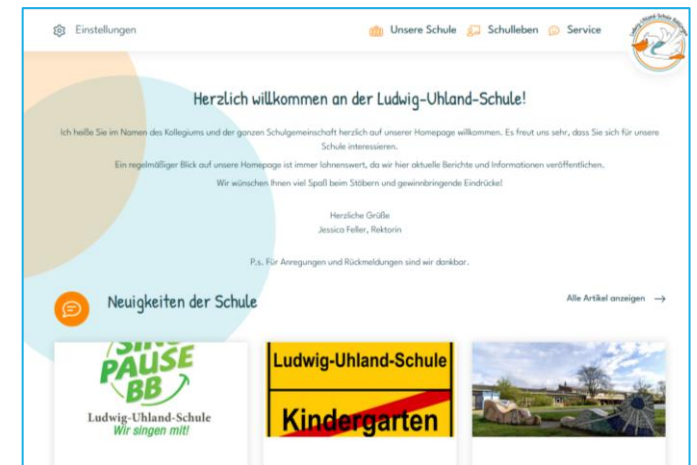 Einstellungen
Unsere Schule Schulleben Service
Herzlich willkommen an der Ludwig-Uhland-Schule!
Ich heiße Sie im Namen des Kollegiums und der ganzen Schulgemeinschaft herzlich auf unserer Homepage willkommen. Es freut uns sehr, dass Sie sich für unsere
Schule interessieren.
Ein regelmäßiger Blick auf unsere Homepage ist immer lohnenswert, da wir hier aktuelle Berichte und Informationen veröffentlichen.
Wir wünschen Ihnen viel Spaß beim Stöbern und gewinnbringende Eindrücke!
Herzliche Grüße
Jessica Feller, Rektorin
P.s. Für Anregungen und Rückmeldungen sind wir dankbar.
Neuigkeiten der Schule
Alle Artikel anzeigen →
SING
PAUSE
BB
Ludwig-Uhland-Schule
Wir singen mit!
Ludwig-Uhland-Schule
Kindergarten